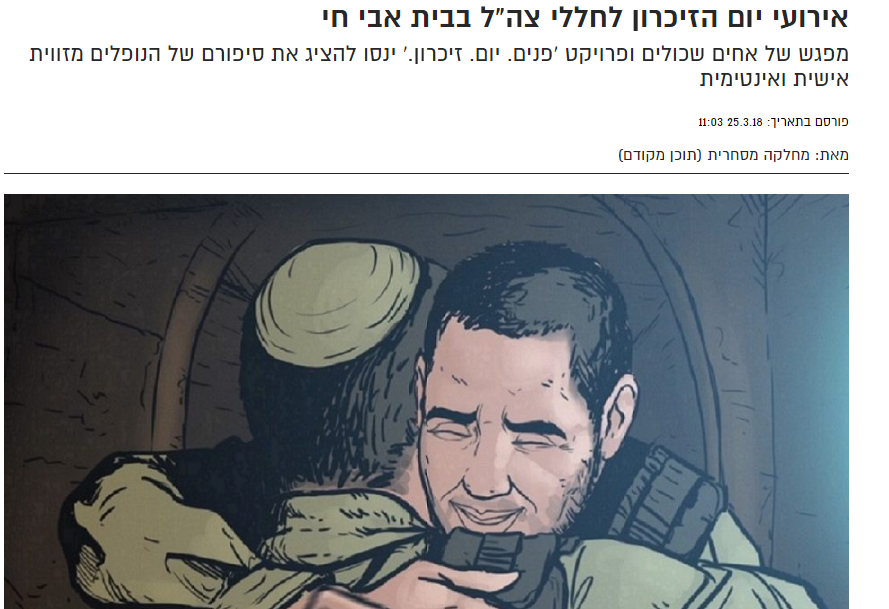 אירועי יום הזיכרון לחללי צה"ל בבית אבי חי
מפגש של אחים שכולים ופרויקט 'פנים. יום. זיכרון.' ינסו להציג את סיפורם של הנופלים מזווית
אישית ואינטימית
פורסם בתאריך: 25.3.18 11:03
מאת: מחלקה מסחרית (תוכן מקודם)